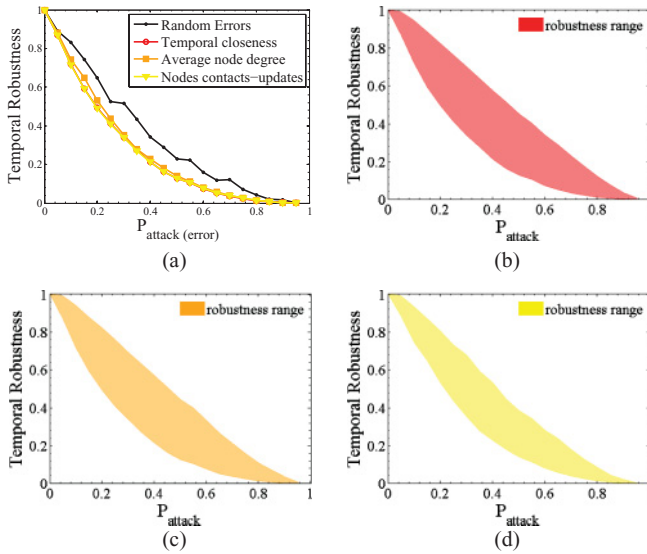 Random Errors
Temporal closeness
Average node degree
Nodes contacts-updates
Temporal Robustness
1
0.8
0.6
0.4
0.2
0
0 0.2 0.4 0.6 0.8 1
P attack (error)
(a)
robustness range
Temporal Robustness
1
0.8
0.6
0.4
0.2
0
0 0.2 0.4 0.6 0.8
P attack
(b)
robustness range
Temporal Robustness
1
0.8
0.6
0.4
0.2
0
0 0.2 0.4 0.6 0.8 1
P attack
(c)
robustness range
Temporal Robustness
1
0.8
0.6
0.4
0.2
0
0 0.2 0.4 0.6 0.8
P attack
(d)